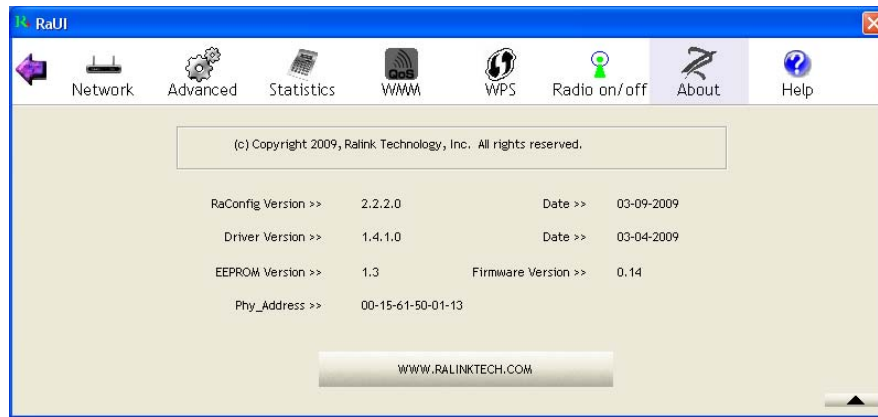 RaUI
Network Advanced Statistics QoS WMM WPS Radio on/off About Help
(c) Copyright 2009, Ralink Technology, Inc. All rights reserved.
RaConfig Version >> 2.2.2.0 Date >> 03-09-2009
Driver Version >> 1.4.1.0 Date >> 03-04-2009
EEPROM Version >> 1.3 Firmware Version >> 0.14
Phy_Address >> 00-15-61-50-01-13
WWW.RALINKTECH.COM